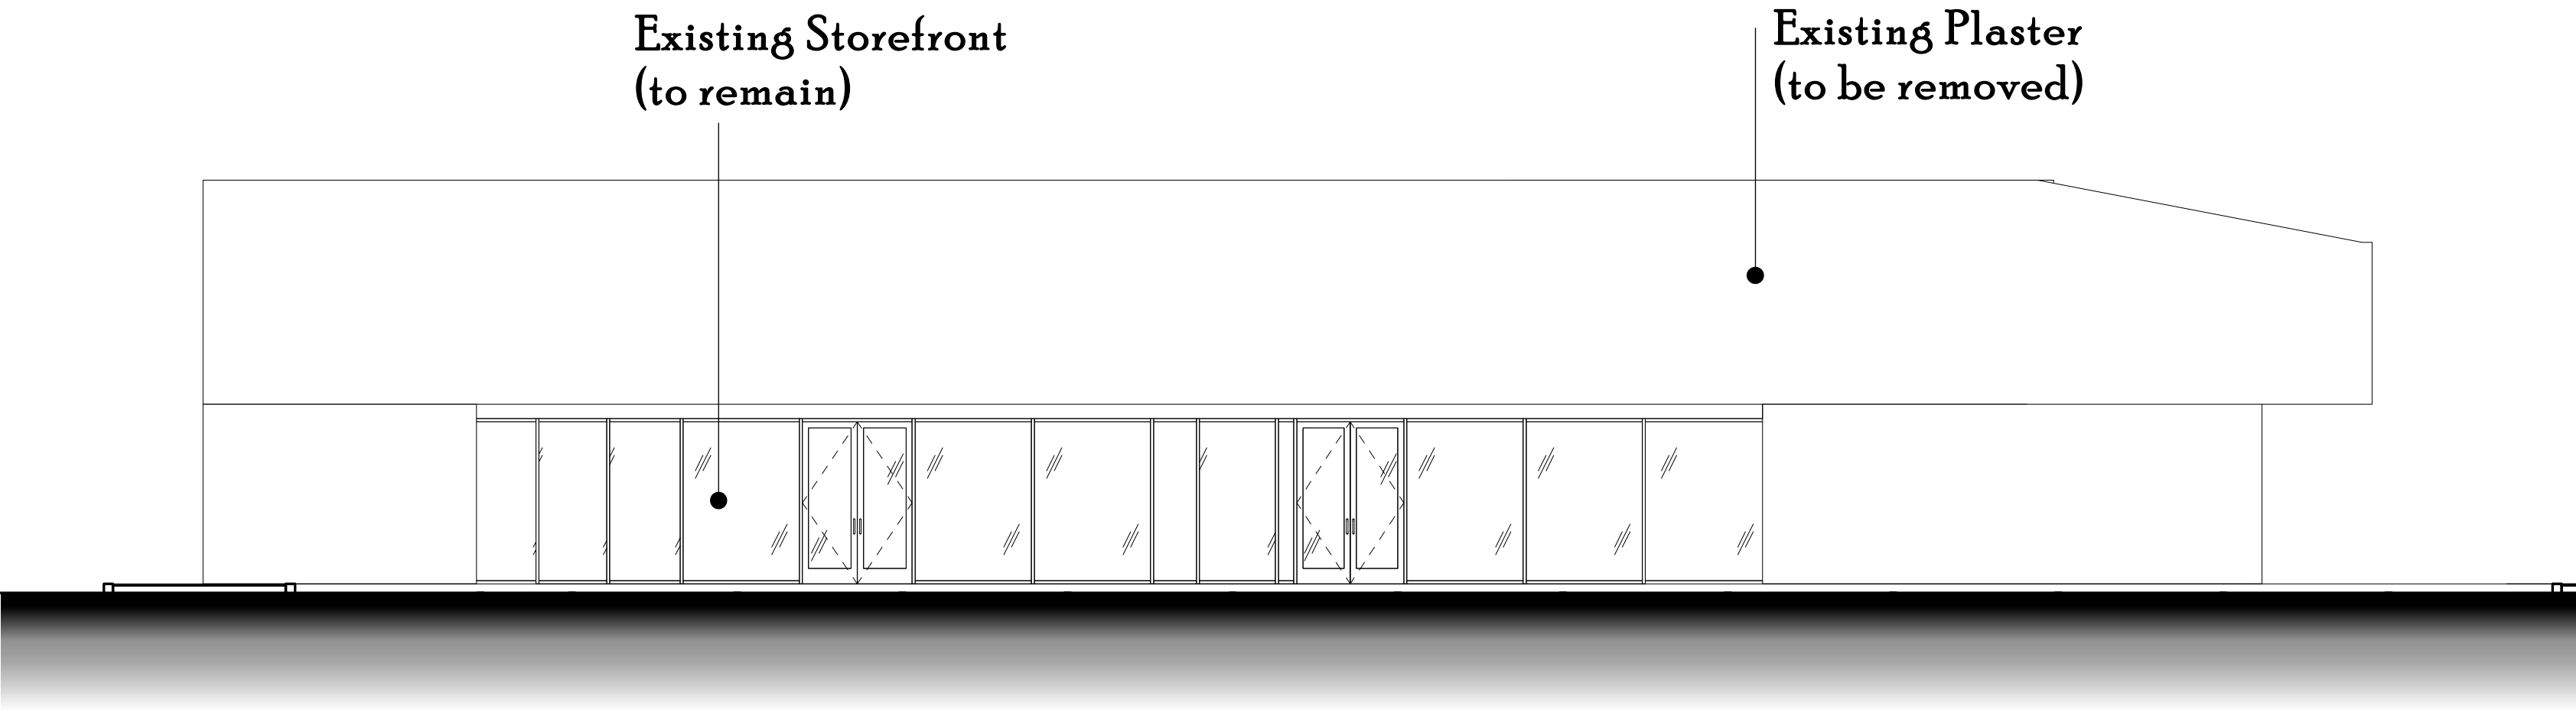 Existing Storefront
(to remain)
Existing Plaster
(to be removed)